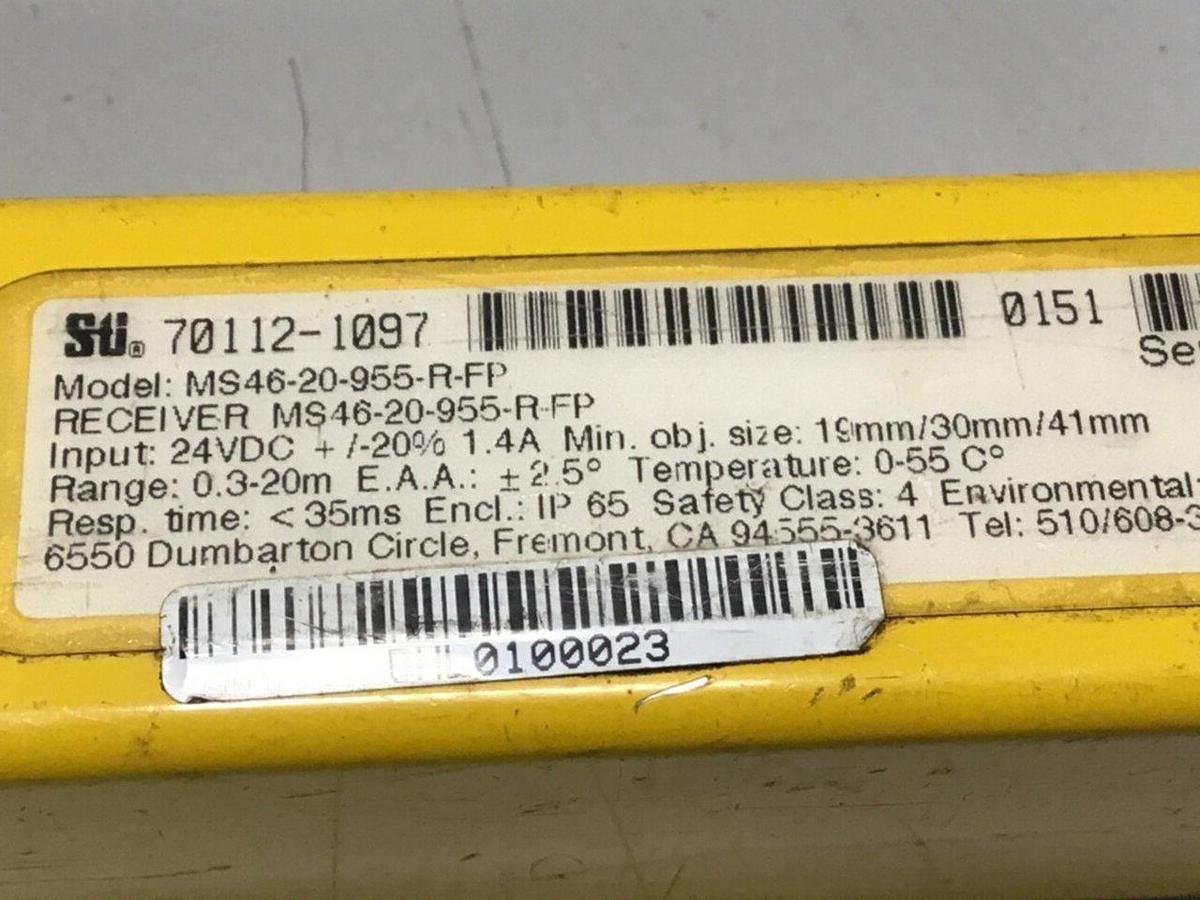 Sti® 70112-1097 0151
Se
Model: MS46-20-955-R-FP
RECEIVER MS46-20-955-R-FP
Input: 24VDC +/-20% 1.4A Min. obj. size: 19mm/30mm/41mm
Range: 0.3-20m E.A.A.: ±2.5° Temperature: 0-55 C°
Resp. time: <35ms Encl.: IP 65 Safety Class: 4 Environmental:
6550 Dumbarton Circle, Fremont, CA 94555-3611 Tel: 510/608-3
0100023